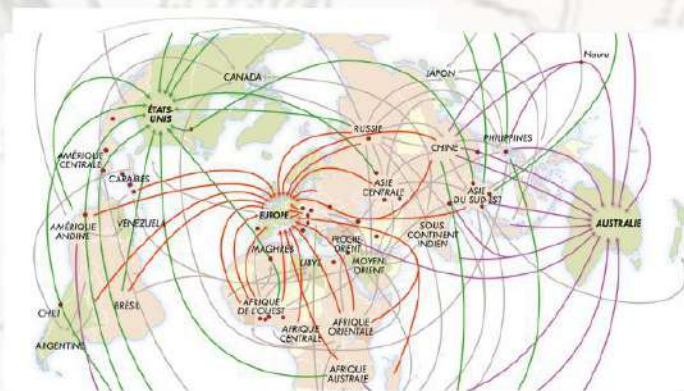 Nauru
CANADA
JAPON
ÉTATS-
UNIS
RUSSIE
PHILIPPINES
CHINE
AMÉRIQUE
CENTRALE
CARAÏBES
ASIE
CENTRALE
ASIE
DU SUD-EST
EUROPE
AMÉRIQUE
ANDINE
VENEZUELA
SOUS
CONTINENT
INDIEN
AUSTRALIE
MAGHREB
PROCHE-
ORIENT
LIBYE
MOYEN-
ORIENT
CHILI
BRÉSIL
AFRIQUE
DE L'OUEST
AFRIQUE
CENTRALE
AFRIQUE
ORIENTALE
ARGENTINE
AFRIQUE
AUSTRALE